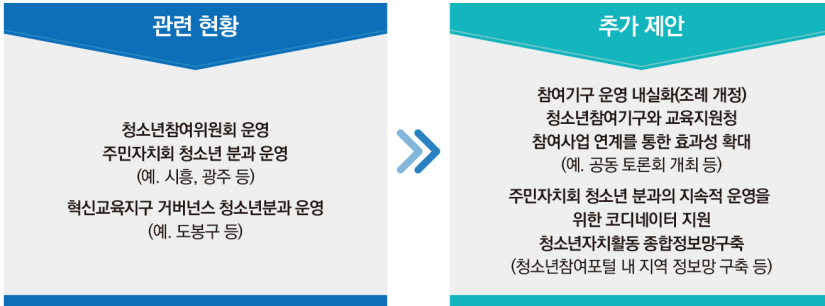 관련 현황
청소년참여위원회 운영
주민자치회 청소년 분과 운영
(예. 시흥, 광주 등)
혁신교육지구 거버넌스 청소년분과 운영
(예. 도봉구 등)
추가 제안
참여기구 운영 내실화(조례 개정)
청소년참여기구와 교육지원청
참여사업 연계를 통한 효과성 확대
(예. 공동 토론회 개최 등)
주민자치회 청소년 분과의 지속적 운영을
위한 코디네이터 지원
청소년자치활동 종합정보망구축
(청소년참여포털 내 지역 정보망 구축 등)